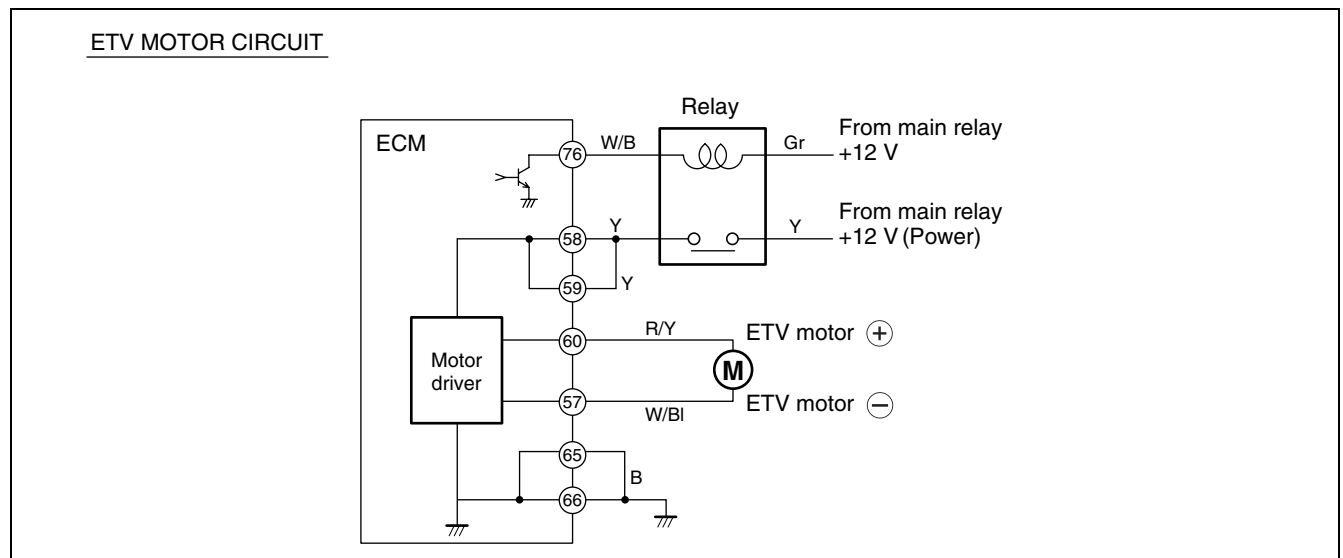 ETV MOTOR CIRCUIT
Relay
ECM
76
W/B
Gr
From main relay
+12 V
From main relay
+12 V (Power)
58
Y
Y
59
Y
Motor
driver
60
R/Y
ETV motor +
M
57
W/Bl
ETV motor −
65
B
66